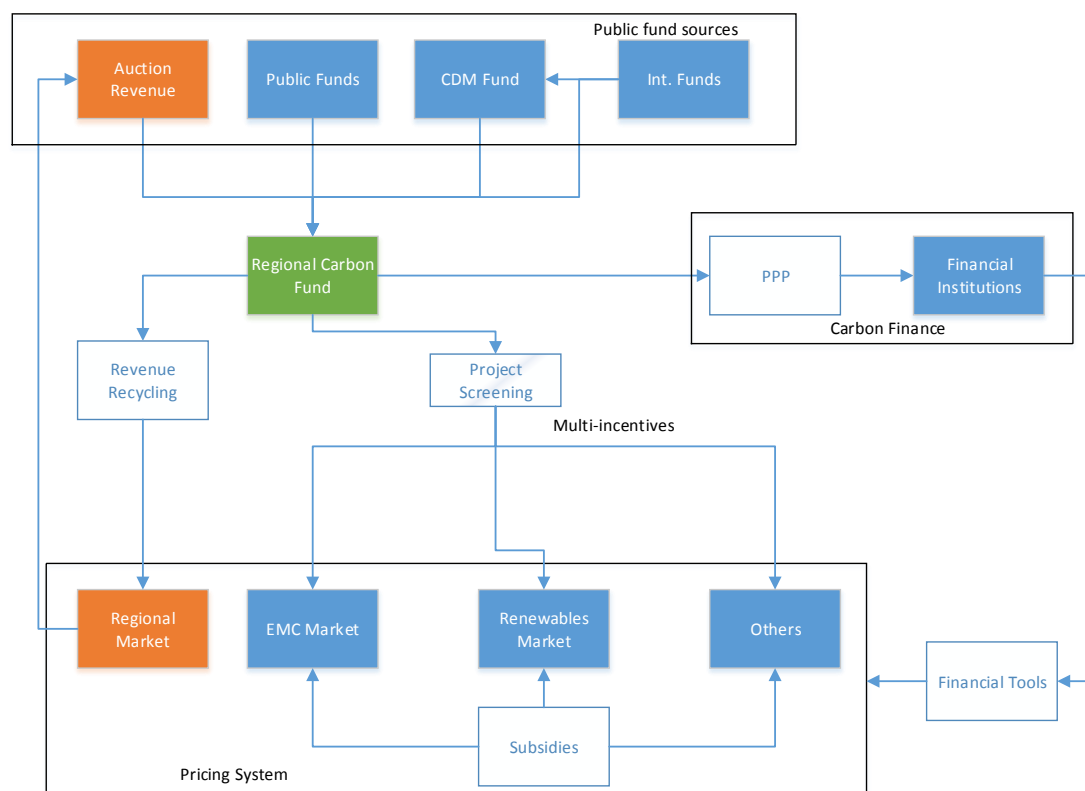 Public fund sources
Auction
Revenue
Public Funds
CDM Fund
Int. Funds
Regional Carbon
Fund
PPP
Financial
Institutions
Carbon Finance
Revenue
Recycling
Project
Screening
Multi-incentives
Regional
Market
EMC Market
Renewables
Market
Others
Financial Tools
Subsidies
Pricing System